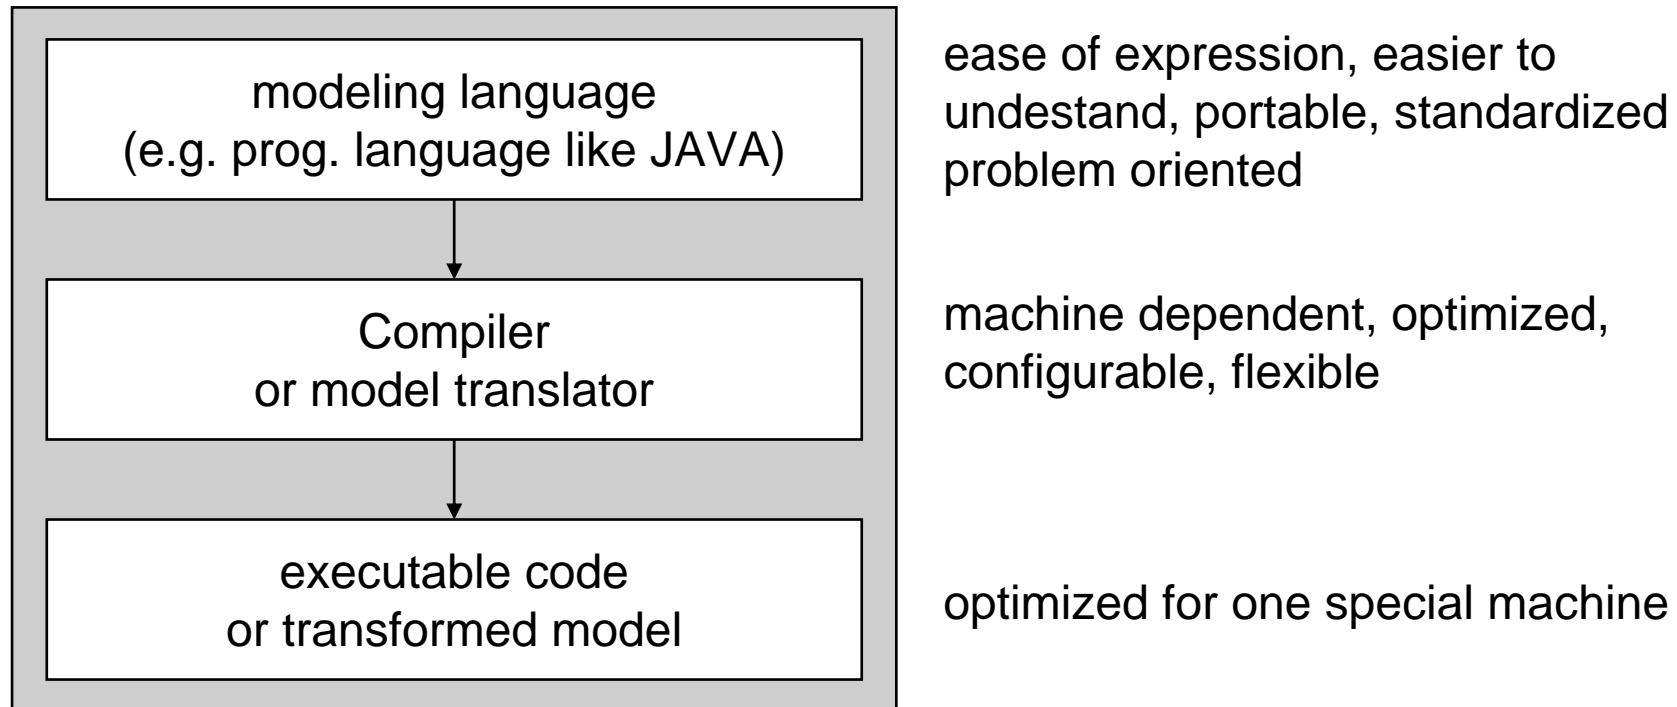 modeling language
(e.g. prog. language like JAVA)
ease of expression, easier to
undestand, portable, standardized
problem oriented
Compiler
or model translator
machine dependent, optimized,
configurable, flexible
executable code
or transformed model
optimized for one special machine